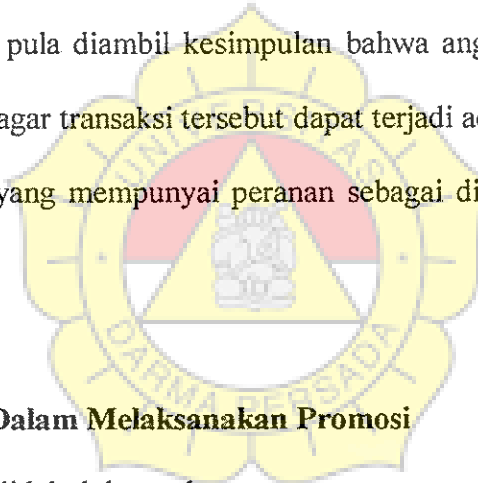 pula diambil kesimpulan bahwa ang
agar transaksi tersebut dapat terjadi a
yang mempunyai peranan sebagai di
UNIVERSITAS
DARMA PERSADA
Dalam Melaksanakan Promosi